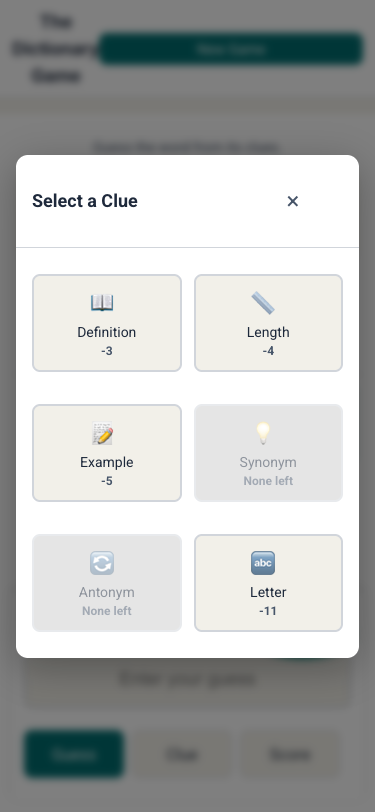 The
Dictionary
Game
New Game
Guess the word from its clues.
Select a Clue
×
Definition
-3
Length
-4
Example
-5
Synonym
None left
Antonym
None left
abc
Letter
-11
Enter your guess
Guess
Clue
Score